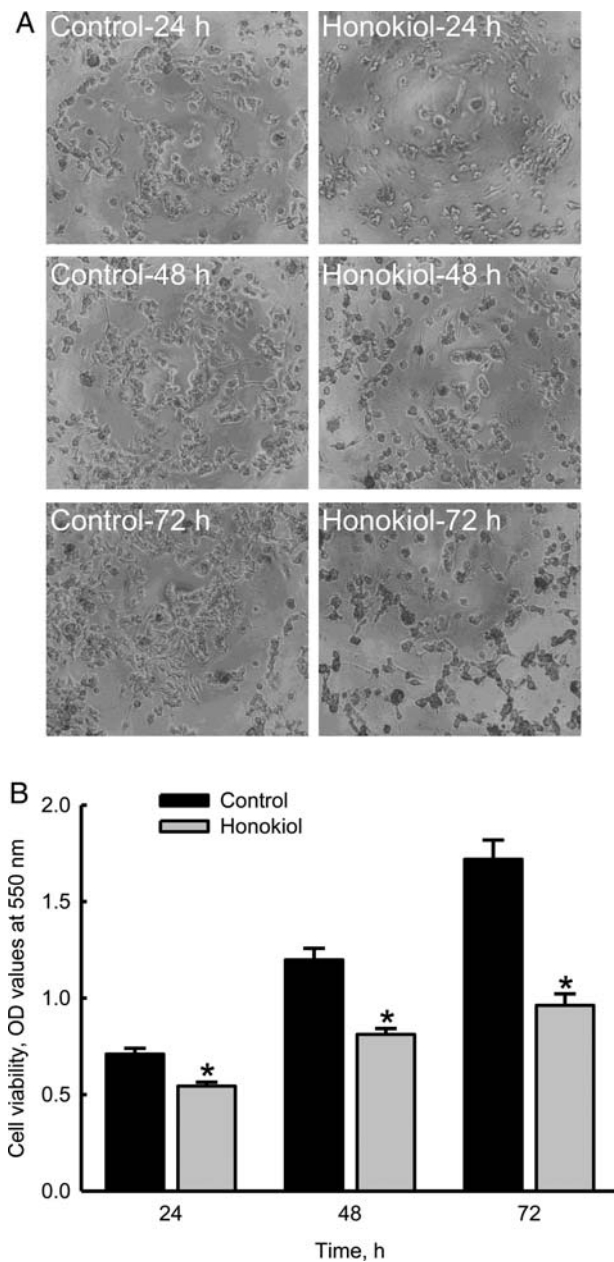 A
Control-24 h
Honokiol-24 h
Control-48 h
Honokiol-48 h
Control-72 h
Honokiol-72 h
B
Control
Honokiol
Cell viability, OD values at 550 nm
2.0
1.5
1.0
0.5
0.0
*
*
*
24
48
72
Time, h